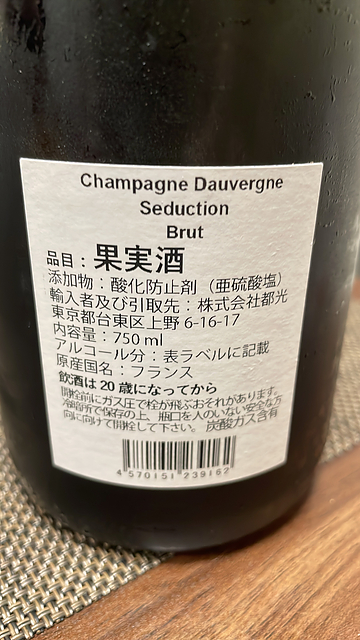 Champagne Dauvergne
Seduction
Brut
品目：果実酒
添加物：酸化防止剤（亜硫酸塩）
輸入者及び引取先：株式会社都光
東京都台東区上野 6-16-17
内容量：750 ml
アルコール分：表ラベルに記載
原産国名：フランス
飲酒は 20 歳になってから
開栓前にガス圧で栓が飛ぶおそれがあります。
冷暗所で保存の上、瓶口を人のいない安全な方
向に向けて開栓して下さい。 炭酸ガス含有
4 570151 239162